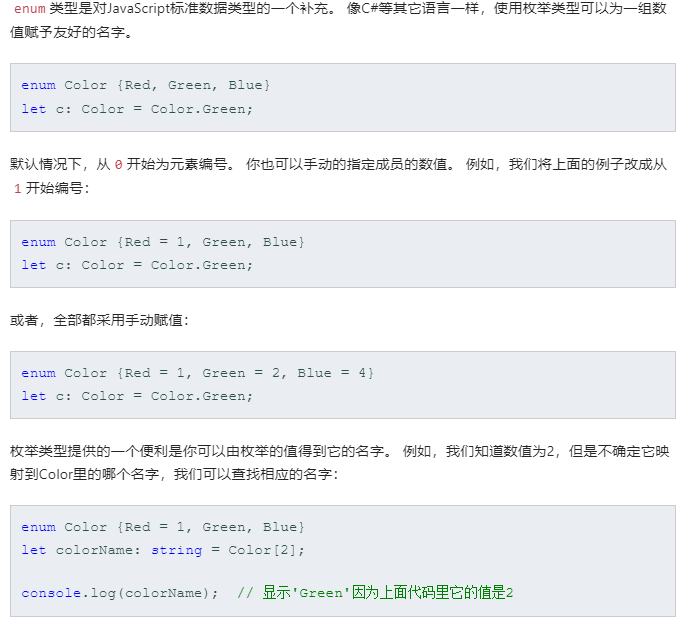 enum 类型是对JavaScript标准数据类型的一个补充。 像C#等其它语言一样，使用枚举类型可以为一组数
值赋予友好的名字。
enum Color {Red, Green, Blue}
let c: Color = Color.Green;
默认情况下，从 0 开始为元素编号。 你也可以手动的指定成员的数值。 例如，我们将上面的例子改成从
1 开始编号：
enum Color {Red = 1, Green, Blue}
let c: Color = Color.Green;
或者，全部都采用手动赋值：
enum Color {Red = 1, Green = 2, Blue = 4}
let c: Color = Color.Green;
枚举类型提供的一个便利是你可以由枚举的值得到它的名字。 例如，我们知道数值为2，但是不确定它映
射到Color里的哪个名字，我们可以查找相应的名字：
enum Color {Red = 1, Green, Blue}
let colorName: string = Color[2];
console.log(colorName);  // 显示'Green'因为上面代码里它的值是2